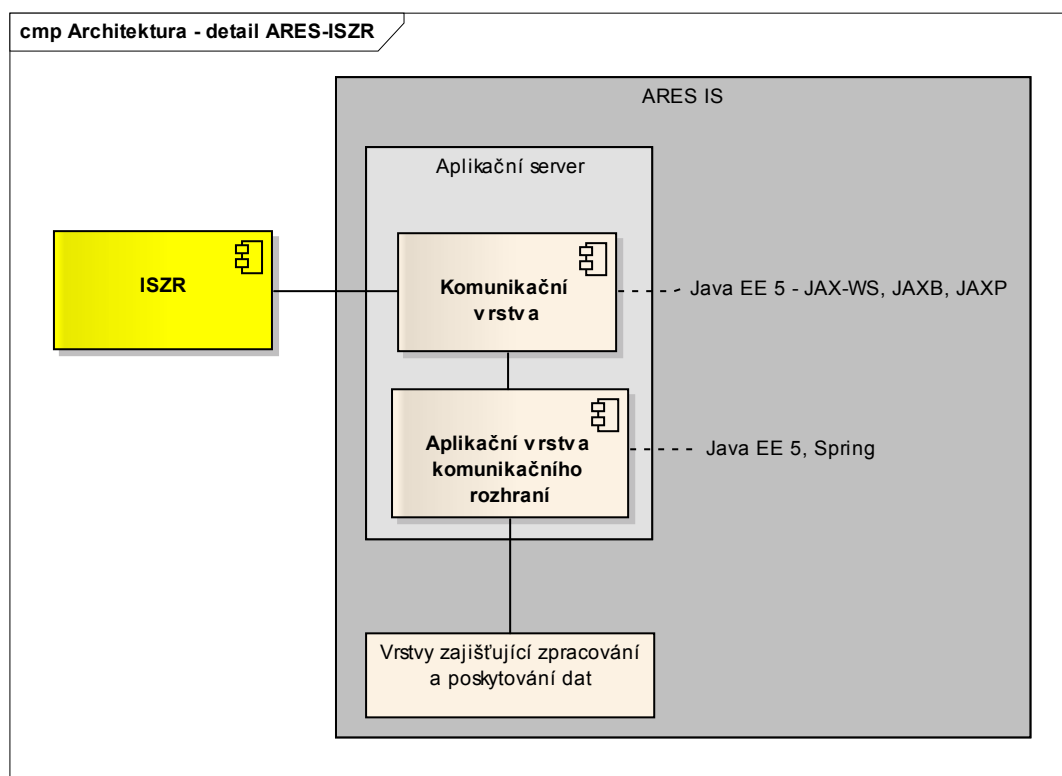 cmp Architektura - detail ARES-ISZR
ARES IS
Aplikační server
ISZR
Komunikační
vrstva
Java EE 5 - JAX-WS, JAXB, JAXP
Aplikační vrstva
komunikačního
rozhraní
Java EE 5, Spring
Vrstvy zajišťující zpracování
a poskytování dat